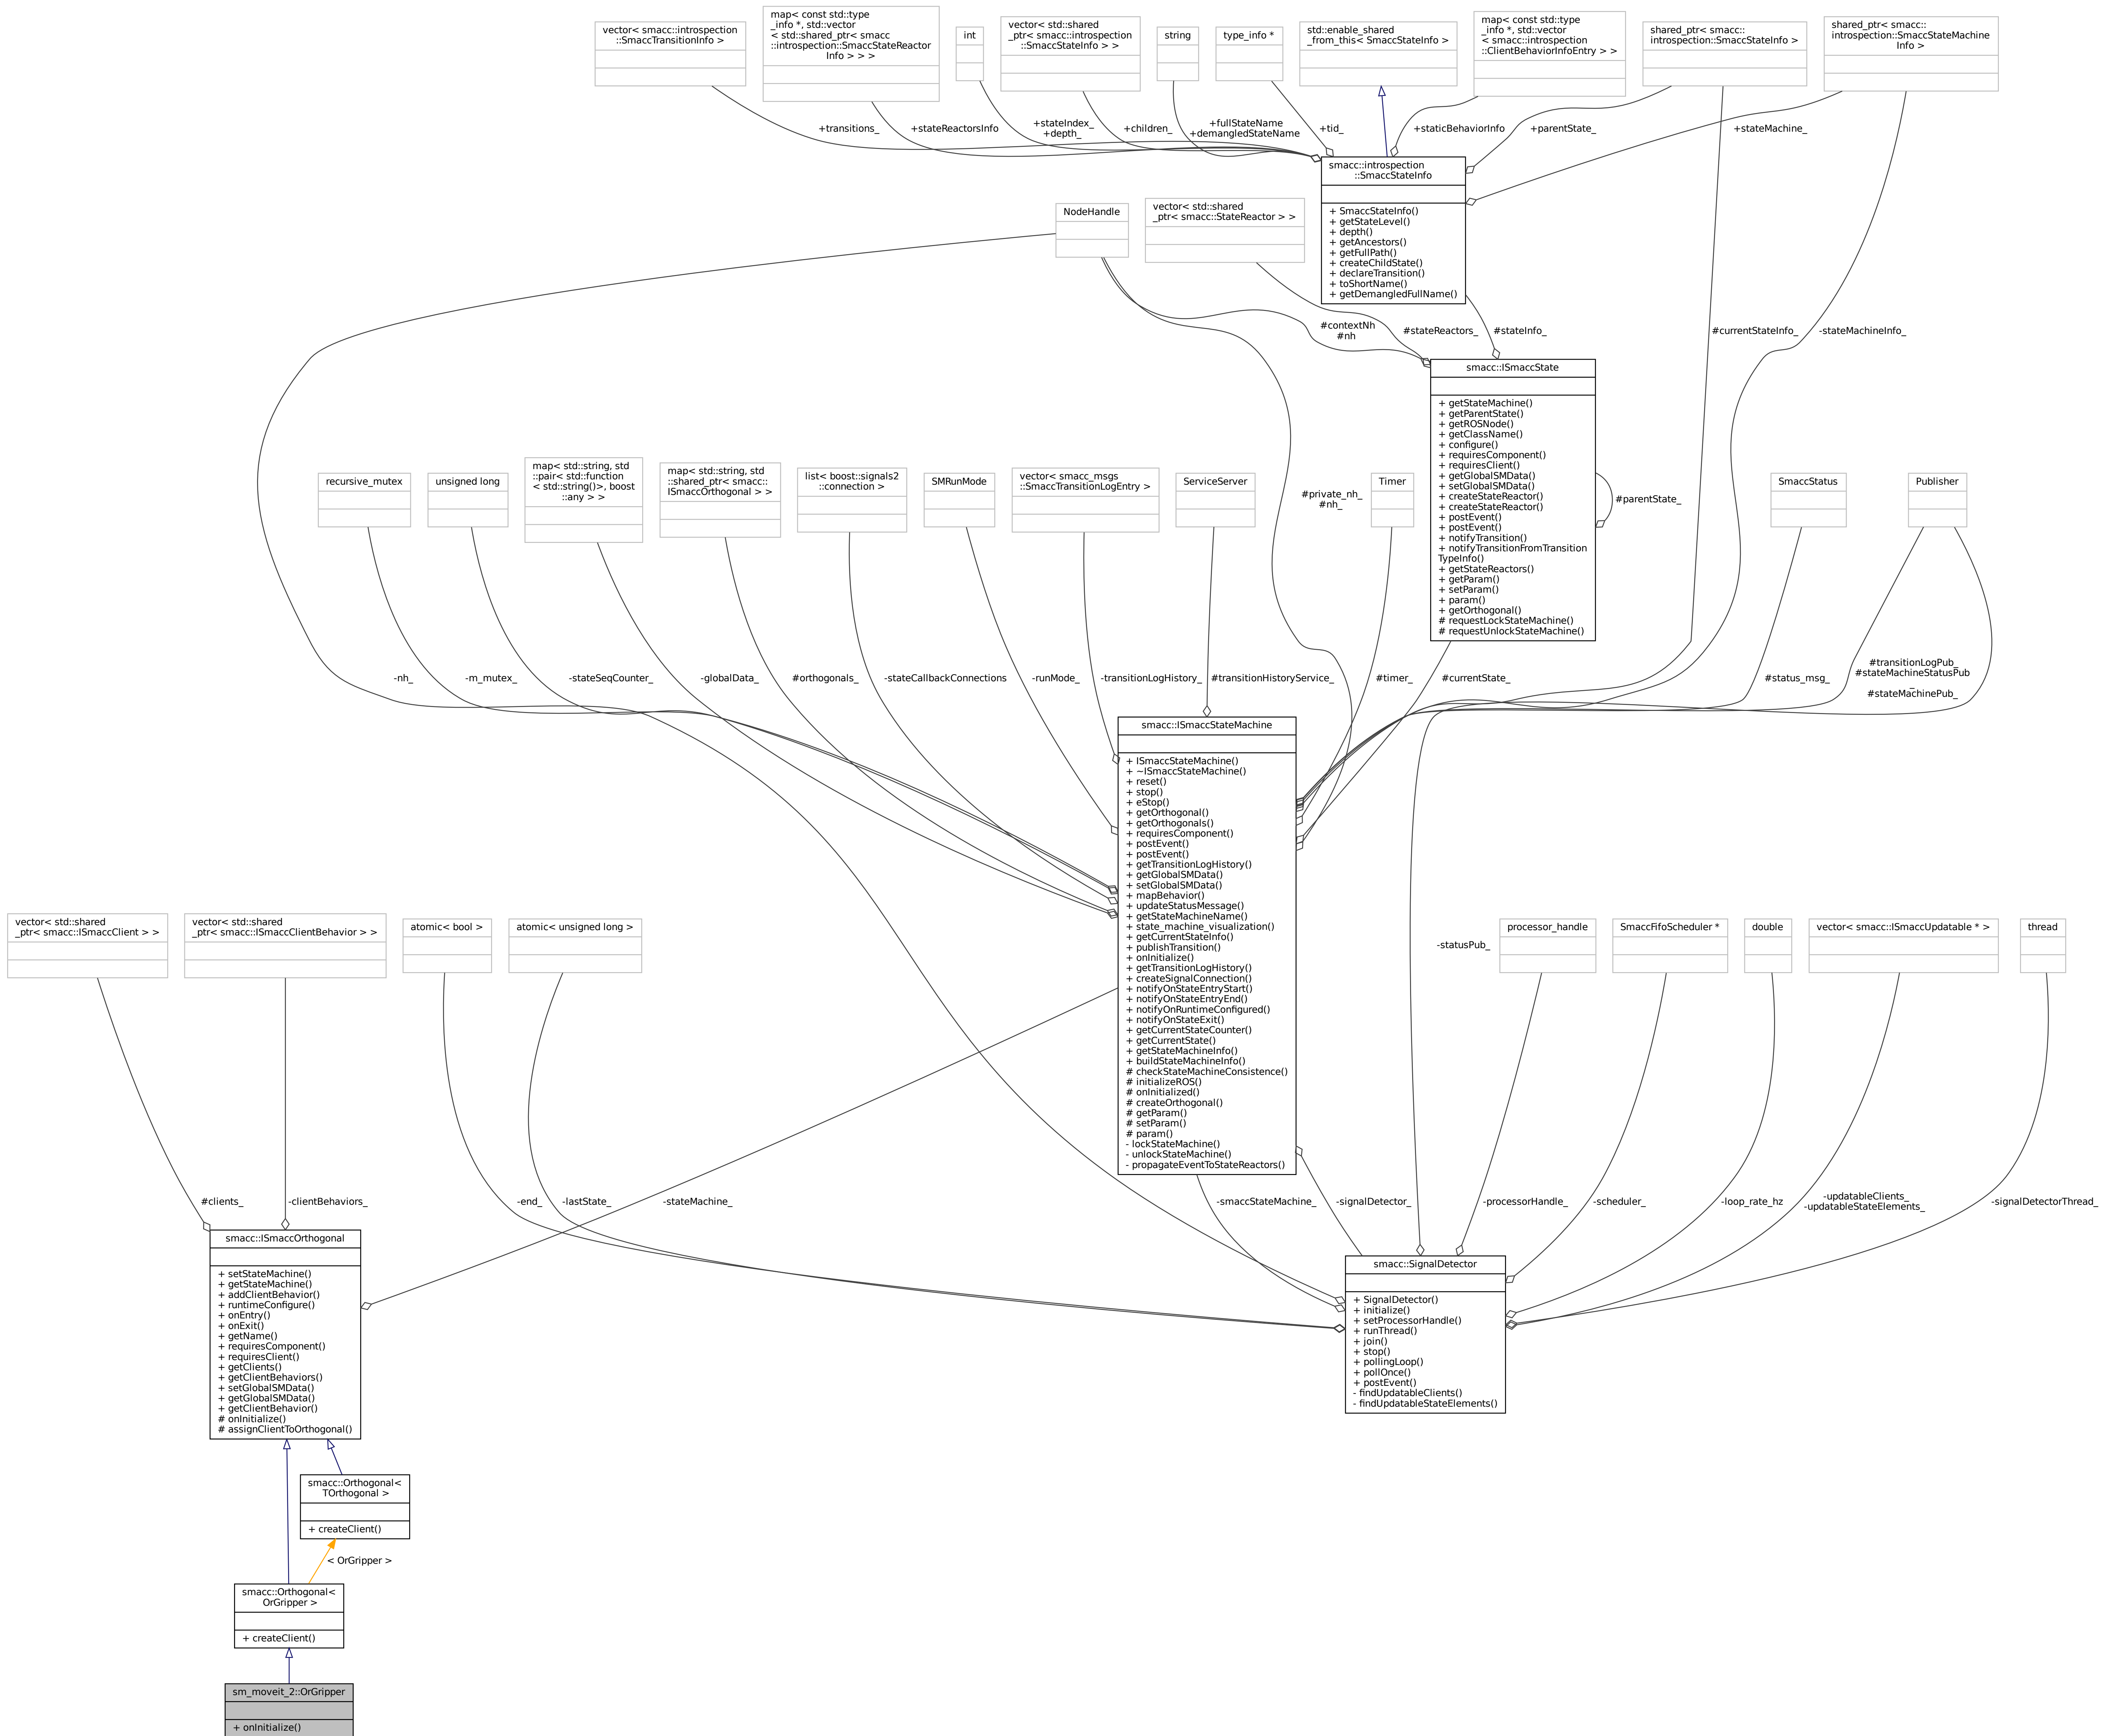 vector< smacc::introspection
::SmaccTransitionInfo >
map< const std::type
_info *, std::vector
< std::shared_ptr< smacc
::introspection::SmaccStateReactor
Info > > >
int
vector< std::shared
_ptr< smacc::introspection
::SmaccStateInfo > >
string
type_info *
std::enable_shared
_from_this< SmaccStateInfo >
map< const std::type
_info *, std::vector
< smacc::introspection
::ClientBehaviorInfoEntry > >
shared_ptr< smacc::
introspection::SmaccStateInfo >
shared_ptr< smacc::
introspection::SmaccStateMachine
Info >
+transitions_
+stateReactorsInfo
+stateIndex_
+depth_
+children_
+fullStateName
+demangledStateName
+tid_
+staticBehaviorInfo
+parentState_
+stateMachine_
smacc::introspection
::SmaccStateInfo
+ SmaccStateInfo()
+ getStateLevel()
+ depth()
+ getAncestors()
+ getFullPath()
+ createChildState()
+ declareTransition()
+ toShortName()
+ getDemangledFullName()
NodeHandle
vector< std::shared
_ptr< smacc::StateReactor > >
#contextNh
#nh
#stateReactors_
#stateInfo_
#currentStateInfo_
-stateMachineInfo_
smacc::ISmaccState
+ getStateMachine()
+ getParentState()
+ getROSNode()
+ getClassName()
+ configure()
+ requiresComponent()
+ requiresClient()
+ getGlobalSMData()
+ setGlobalSMData()
+ createStateReactor()
+ createStateReactor()
+ postEvent()
+ postEvent()
+ notifyTransition()
+ notifyTransitionFromTransition
TypeInfo()
+ getStateReactors()
+ getParam()
+ setParam()
+ param()
+ getOrthogonal()
# requestLockStateMachine()
# requestUnlockStateMachine()
#parentState_
recursive_mutex
unsigned long
map< std::string, std
::pair< std::function
< std::string()>, boost
::any > >
map< std::string, std
::shared_ptr< smacc::
ISmaccOrthogonal > >
list< boost::signals2
::connection >
SMRunMode
vector< smacc_msgs
::SmaccTransitionLogEntry >
ServiceServer
#private_nh_
#nh_
Timer
SmaccStatus
Publisher
-nh_
-m_mutex_
-stateSeqCounter_
-globalData_
#orthogonals_
-stateCallbackConnections
-runMode_
-transitionLogHistory_
#transitionHistoryService_
#timer_
#currentState_
#status_msg_
#transitionLogPub_
#stateMachineStatusPub
_
#stateMachinePub_
smacc::ISmaccStateMachine
+ ISmaccStateMachine()
+ ~ISmaccStateMachine()
+ reset()
+ stop()
+ eStop()
+ getOrthogonal()
+ getOrthogonals()
+ requiresComponent()
+ postEvent()
+ postEvent()
+ getTransitionLogHistory()
+ getGlobalSMData()
+ setGlobalSMData()
+ mapBehavior()
+ updateStatusMessage()
+ getStateMachineName()
+ state_machine_visualization()
+ getCurrentStateInfo()
+ publishTransition()
+ onInitialize()
+ getTransitionLogHistory()
+ createSignalConnection()
+ notifyOnStateEntryStart()
+ notifyOnStateEntryEnd()
+ notifyOnRuntimeConfigured()
+ notifyOnStateExit()
+ getCurrentStateCounter()
+ getCurrentState()
+ getStateMachineInfo()
+ buildStateMachineInfo()
# checkStateMachineConsistence()
# initializeROS()
# onInitialized()
# createOrthogonal()
# getParam()
# setParam()
# param()
- lockStateMachine()
- unlockStateMachine()
- propagateEventToStateReactors()
vector< std::shared
_ptr< smacc::ISmaccClient > >
vector< std::shared
_ptr< smacc::ISmaccClientBehavior > >
atomic< bool >
atomic< unsigned long >
-statusPub_
processor_handle
SmaccFifoScheduler *
double
vector< smacc::ISmaccUpdatable * >
thread
#clients_
-clientBehaviors_
-end_
-lastState_
-stateMachine_
-smaccStateMachine_
-signalDetector_
-processorHandle_
-scheduler_
-loop_rate_hz
-updatableClients_
-updatableStateElements_
-signalDetectorThread_
smacc::ISmaccOrthogonal
+ setStateMachine()
+ getStateMachine()
+ addClientBehavior()
+ runtimeConfigure()
+ onEntry()
+ onExit()
+ getName()
+ requiresComponent()
+ requiresClient()
+ getClients()
+ getClientBehaviors()
+ setGlobalSMData()
+ getGlobalSMData()
+ getClientBehavior()
# onInitialize()
# assignClientToOrthogonal()
smacc::SignalDetector
+ SignalDetector()
+ initialize()
+ setProcessorHandle()
+ runThread()
+ join()
+ stop()
+ pollingLoop()
+ pollOnce()
+ postEvent()
- findUpdatableClients()
- findUpdatableStateElements()
smacc::Orthogonal<
TOrthogonal >
+ createClient()
< OrGripper >
smacc::Orthogonal<
OrGripper >
+ createClient()
sm_moveit_2::OrGripper
+ onInitialize()